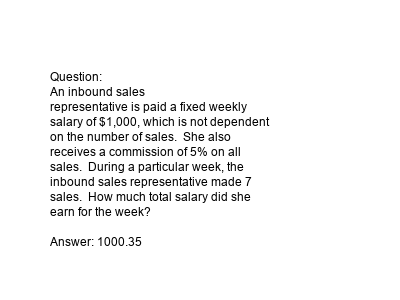 Question:
An inbound sales
representative is paid a fixed weekly
salary of $1,000, which is not dependent
on the number of sales.  She also
receives a commission of 5% on all
sales.  During a particular week, the
inbound sales representative made 7
sales.  How much total salary did she
earn for the week?

Answer: 1000.35